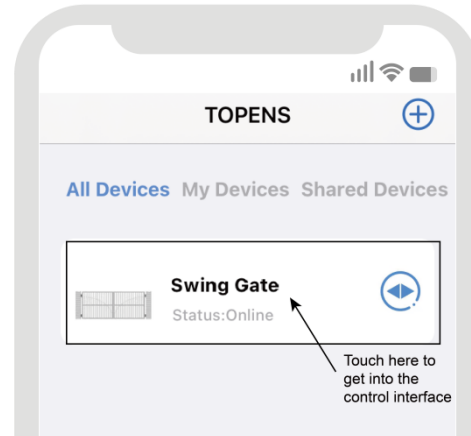 TOPENS
All Devices My Devices Shared Devices
Swing Gate
Status:Online
Touch here to
get into the
control interface